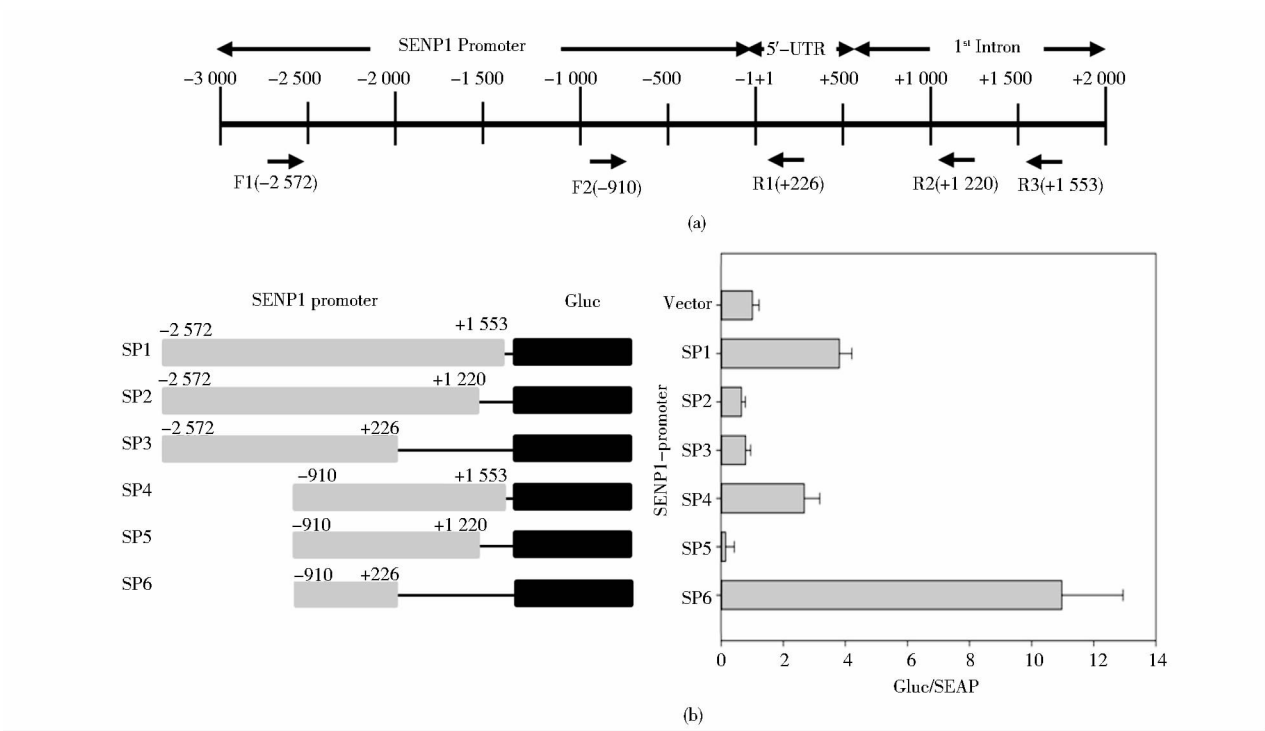 SENP1 Promoter 5′-UTR 1st Intron
-3 000 -2 500 -2 000 -1 500 -1 000 -500 -1+1 +500 +1 000 +1 500 +2 000
F1(-2 572) F2(-910) R1(+226) R2(+1 220) R3(+1 553)
(a)
SENP1 promoter Gluc
-2 572 +1 553
SP1
-2 572 +1 220
SP2
-2 572 +226
SP3
-910 +1 553
SP4
-910 +1 220
SP5
-910 +226
SP6
SENP1-promoter
Vector
SP1
SP2
SP3
SP4
SP5
SP6
0 2 4 6 8 10 12 14
Gluc/SEAP
(b)